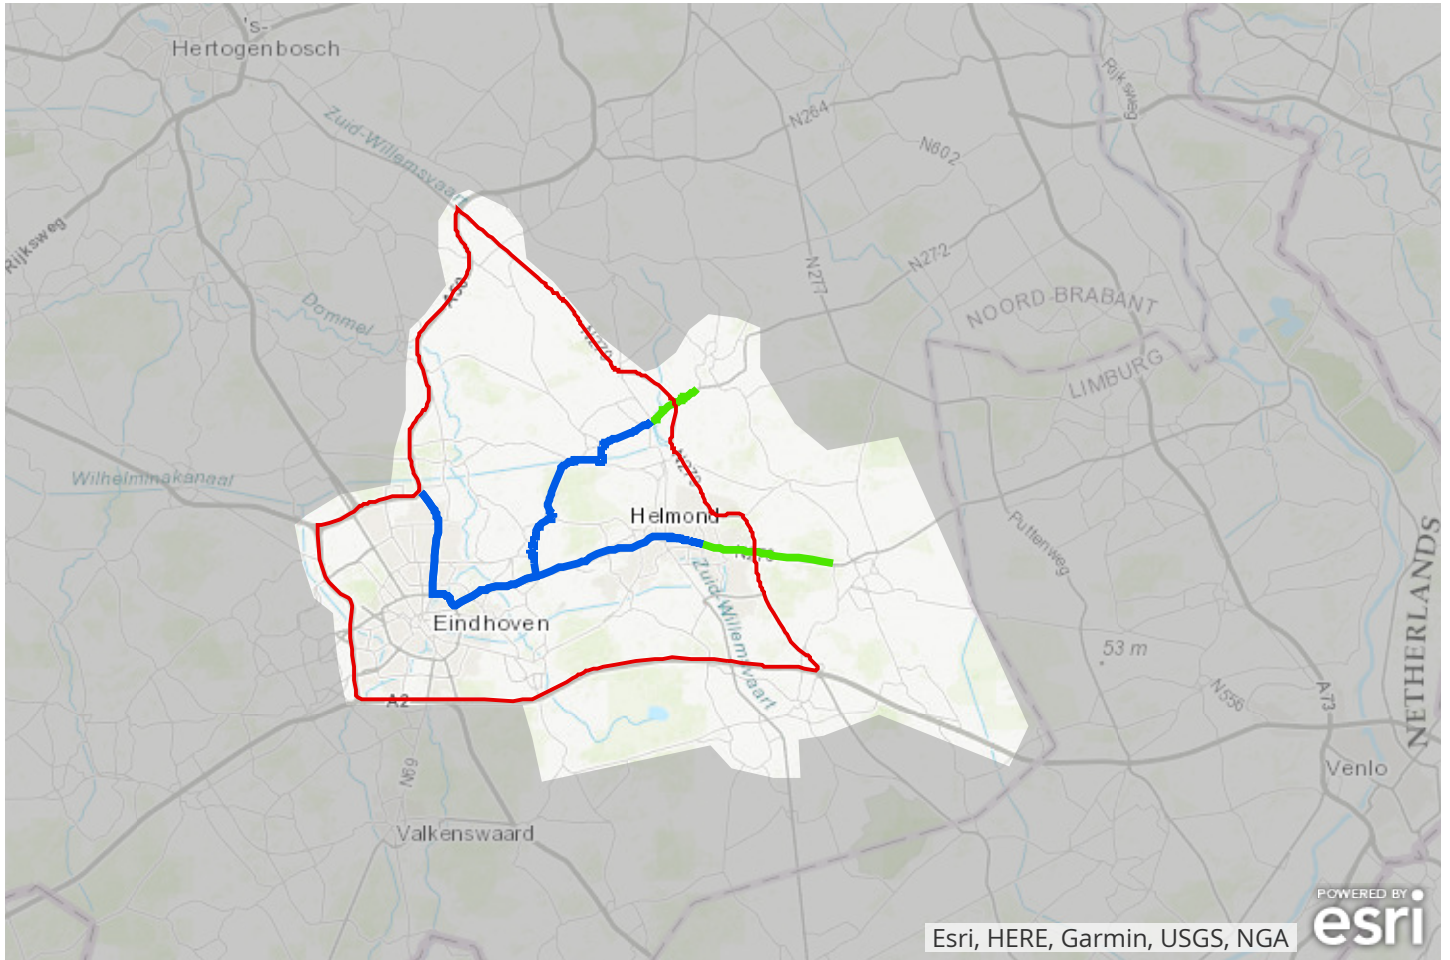 's-
Hertogenbosch
Zuid-Willemsvaart
N264
Rijksweg
N602
Rijksweg
N272
N277
NOORD-BRABANT
A50
Dommel
LIMBURG
Wilhelminakanaal
Helmond
Puttenweg
Zuid-Willemsvaart
Eindhoven
53 m
NETHERLANDS
A2
N556
A73
N69
Venlo
Valkenswaard
POWERED BY
esri
Esri, HERE, Garmin, USGS, NGA